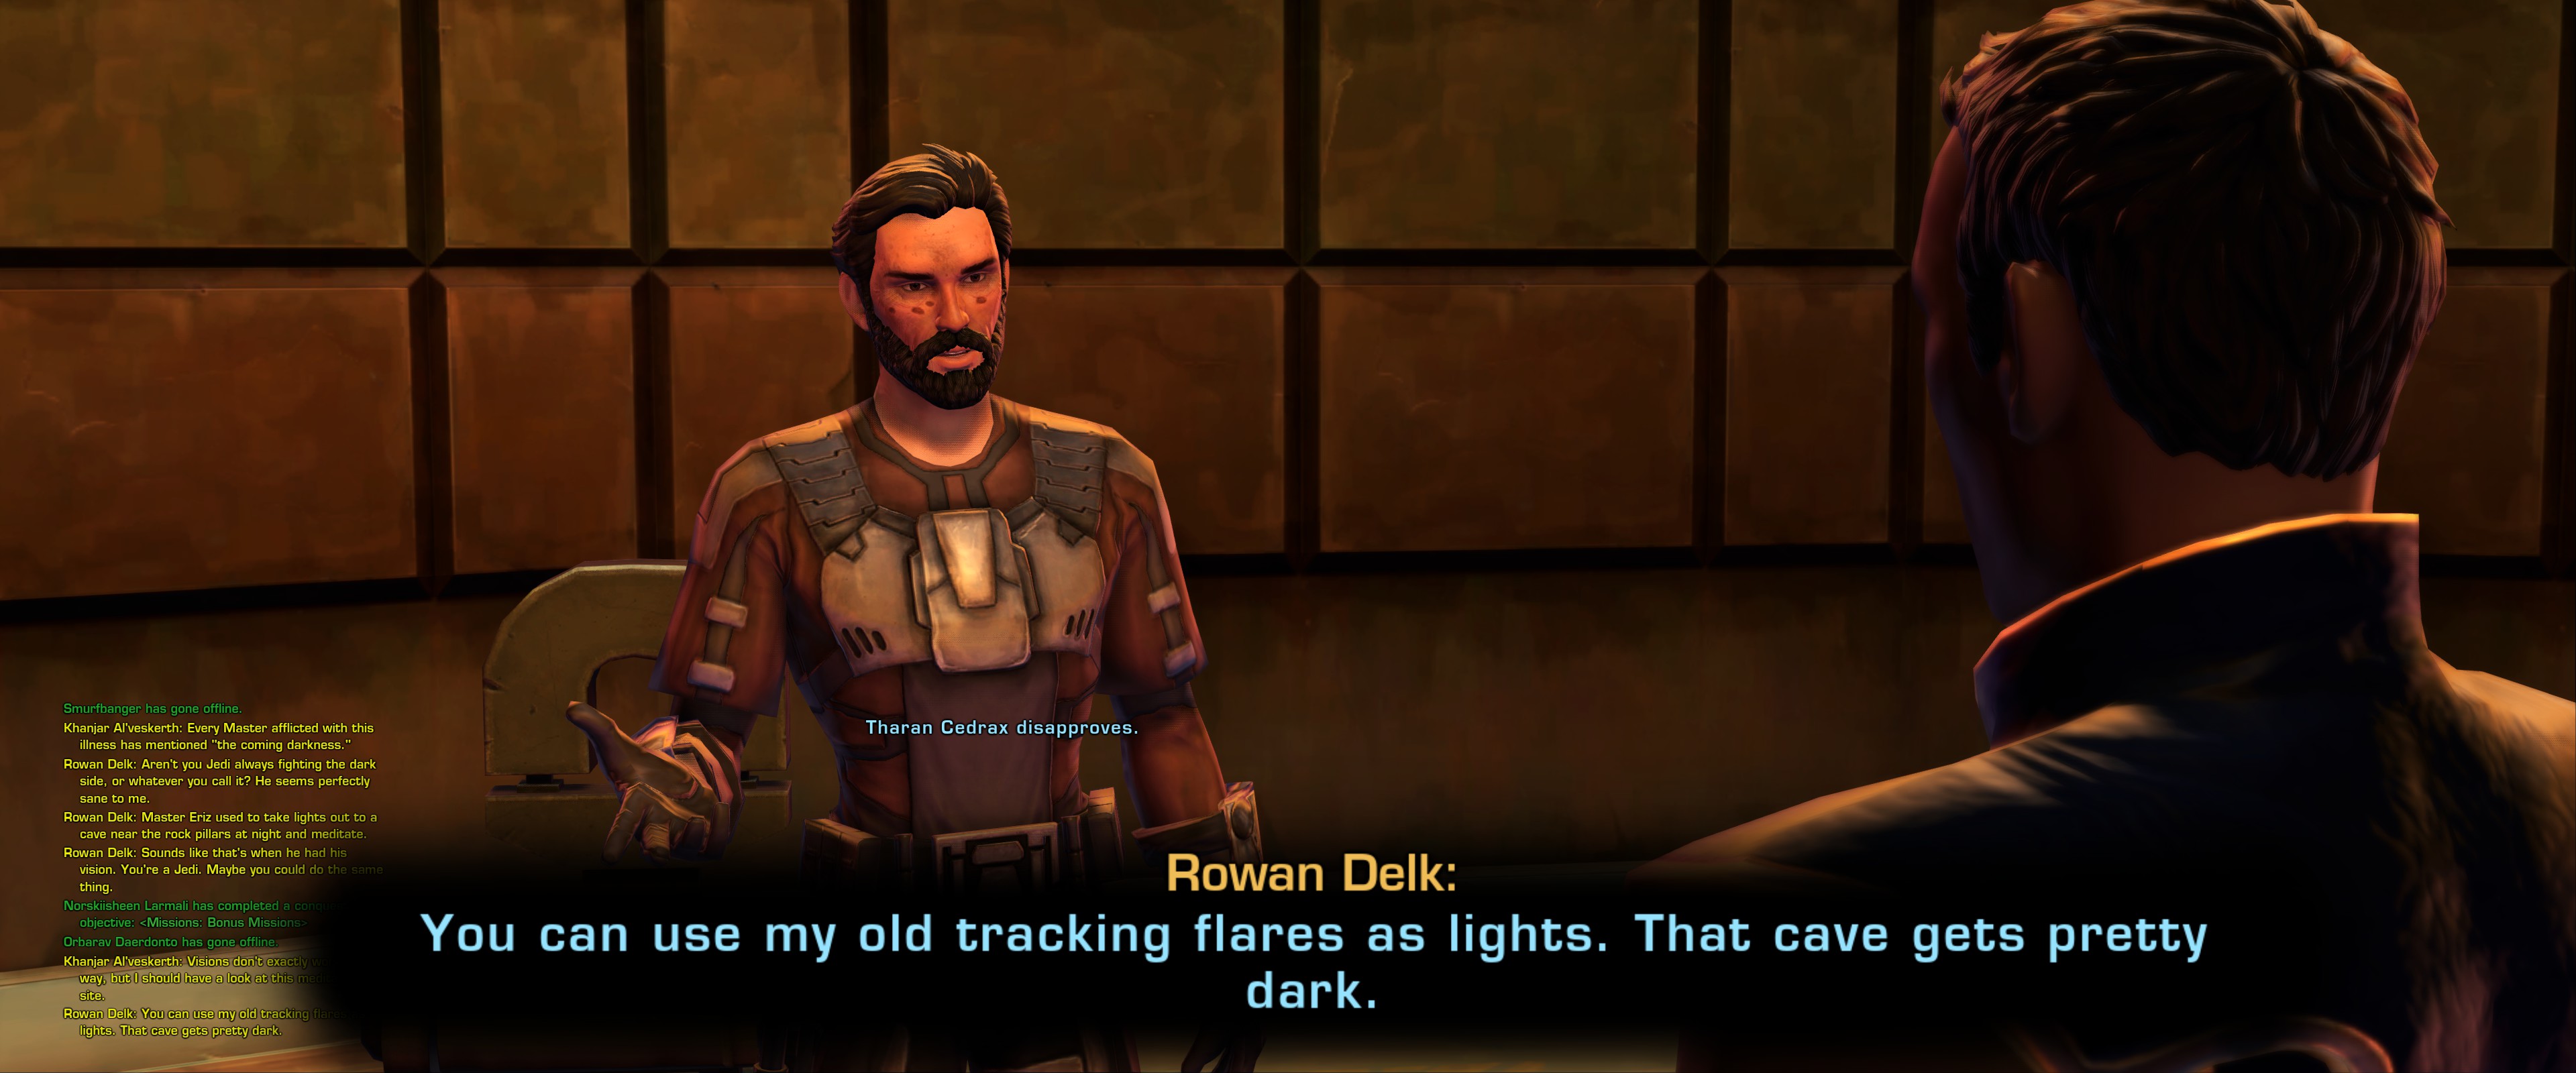 Smurfbanger has gone offline.
Khanjar Al'veskerth: Every Master afflicted with this
illness has mentioned "the coming darkness."
Rowan Delk: Aren't you Jedi always fighting the dark
side, or whatever you call it? He seems perfectly
sane to me.
Rowan Delk: Master Eriz used to take lights out to a
cave near the rock pillars at night and meditate.
Rowan Delk: Sounds like that's when he had his
vision. You're a Jedi. Maybe you could do the same
thing.
Norskiisheen Larmali has completed a
objective: <Missions: Bonus Missions>
Orbarav Daerdonto has gone offline.
Khanjar Al'veskerth: Visions don't exactly
way, but I should have a look at this
site.
Rowan Delk: You can use my old tracking
lights. That cave gets pretty dark.
Tharan Cedrax disapproves.
Rowan Delk:
You can use my old tracking flares as lights. That cave gets pretty
dark.